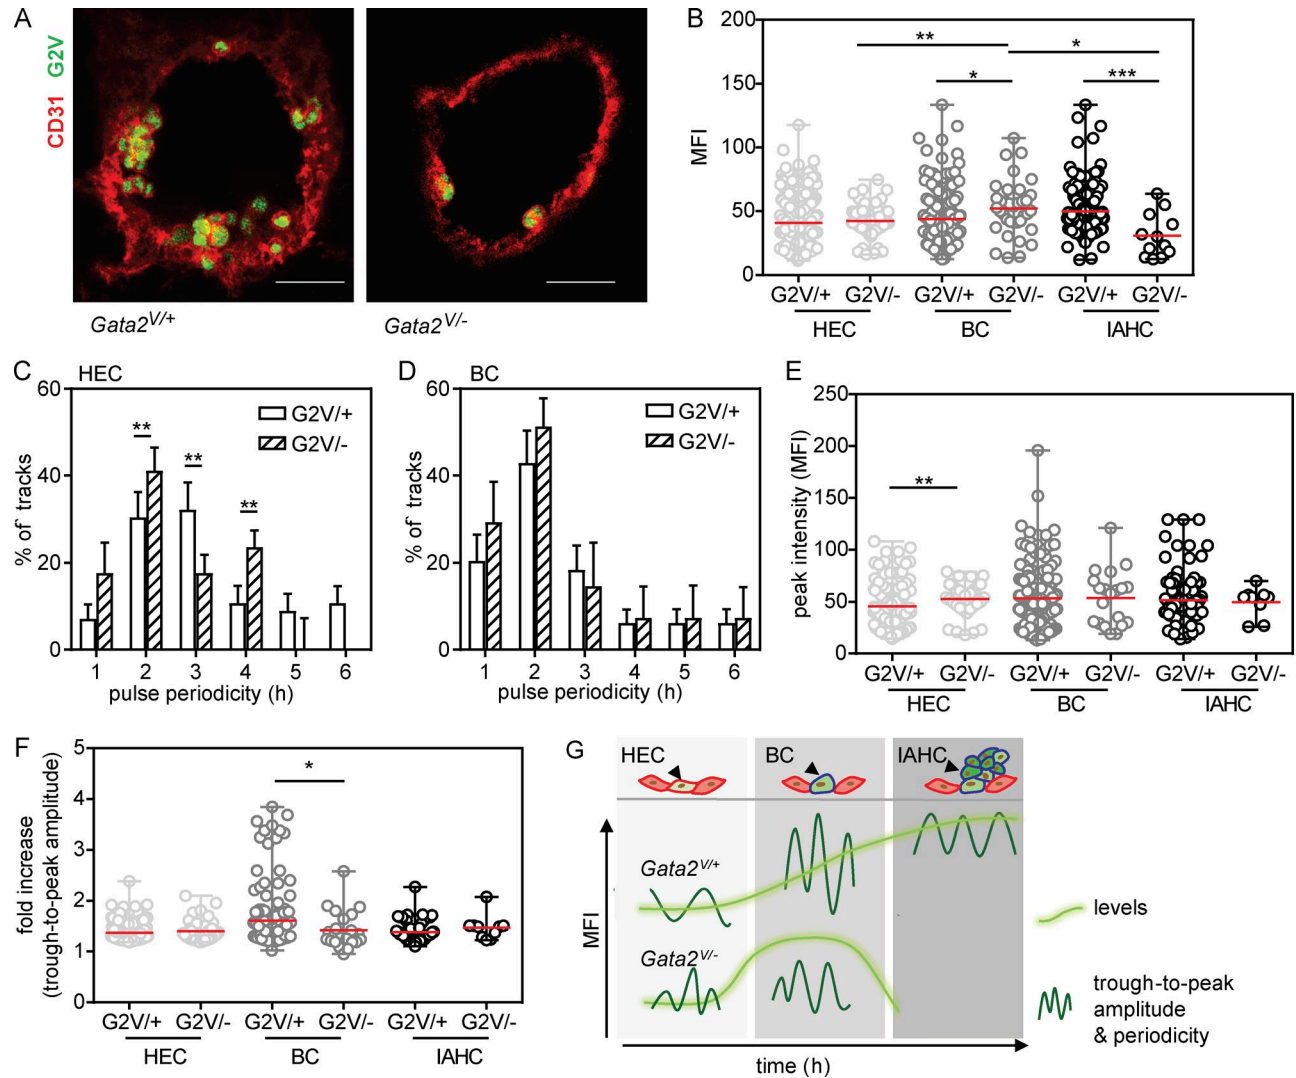 A
CD31 G2V
Gata2V/+
Gata2V/-
B
MFI
200
150
100
50
0
** *
* ***
G2V/+ G2V/- G2V/+ G2V/- G2V/+ G2V/-
HEC BC IAHC
C HEC
% of tracks
60
40
20
0
G2V/+
G2V/-
**
**
**
1 2 3 4 5 6
pulse periodicity (h)
D BC
% of tracks
60
40
20
0
G2V/+
G2V/-
1 2 3 4 5 6
pulse periodicity (h)
E
peak intensity (MFI)
250
200
150
100
50
0
**
G2V/+ G2V/- G2V/+ G2V/- G2V/+ G2V/-
HEC BC IAHC
F
fold increase
(trough-to-peak amplitude)
5
4
3
2
1
0
*
G2V/+ G2V/- G2V/+ G2V/- G2V/+ G2V/-
HEC BC IAHC
G
HEC BC IAHC
MFI
Gata2V/+
Gata2V/-
time (h)
levels
trough-to-peak
amplitude
& periodicity